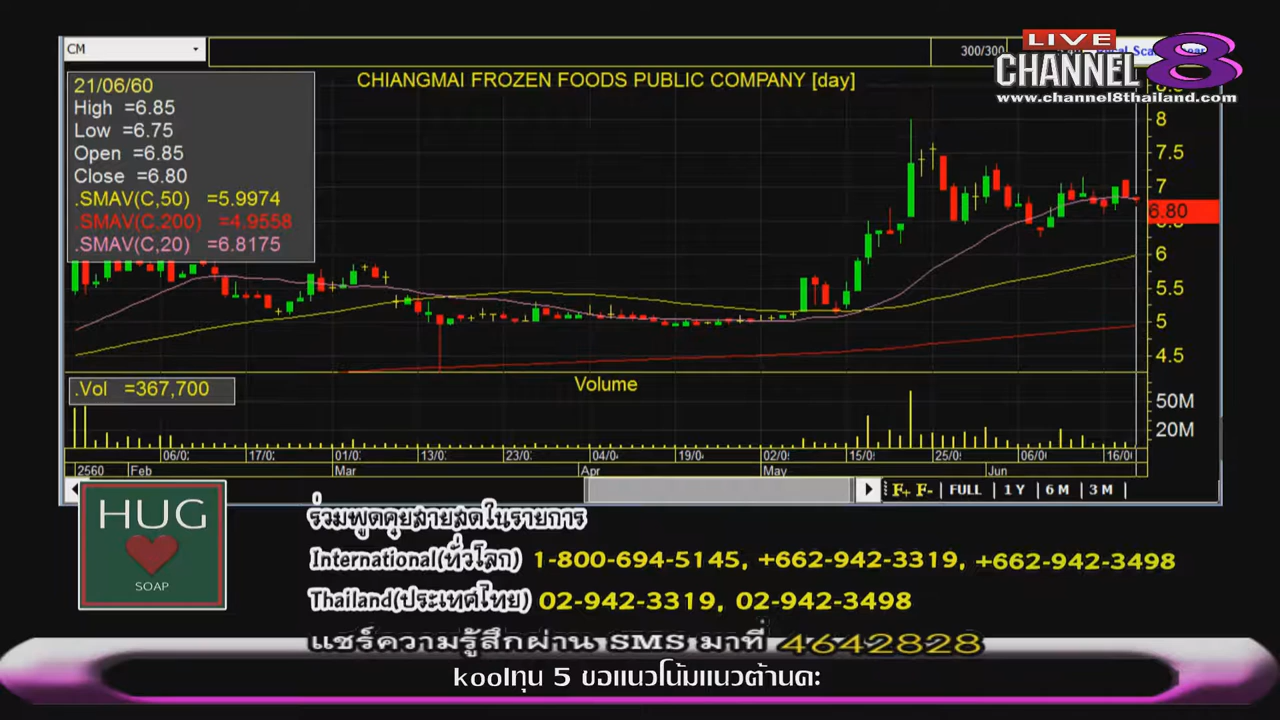 CM
300/300
LIVE
CHANNEL 8
www.channel8thailand.com
CHIANGMAI FROZEN FOODS PUBLIC COMPANY [day]
21/06/60
High =6.85
Low =6.75
Open =6.85
Close =6.80
.SMAV(C,50) =5.9974
.SMAV(C,200) =4.9558
.SMAV(C,20) =6.8175
8
7.5
7
6.80
6
5.5
5
4.5
.Vol =367,700
Volume
50M
20M
06/0 17/0 01/0 13/0 23/0 04/0 19/0 02/0 15/0 25/0 06/0 16/0
2560 Feb Mar Apr May Jun
F+ F- FULL 1 Y 6 M 3 M
HUG
SOAP
ร่วมพูดคุยสายสดในรายการ
International(ทั่วโลก) 1-800-694-5145, +662-942-3319, +662-942-3498
Thailand(ประเทศไทย) 02-942-3319, 02-942-3498
แชร์ความรู้สึกผ่าน SMS มาที่ 4642828
koolทุน 5 ขอแนวโน้มแนวต้านคะ